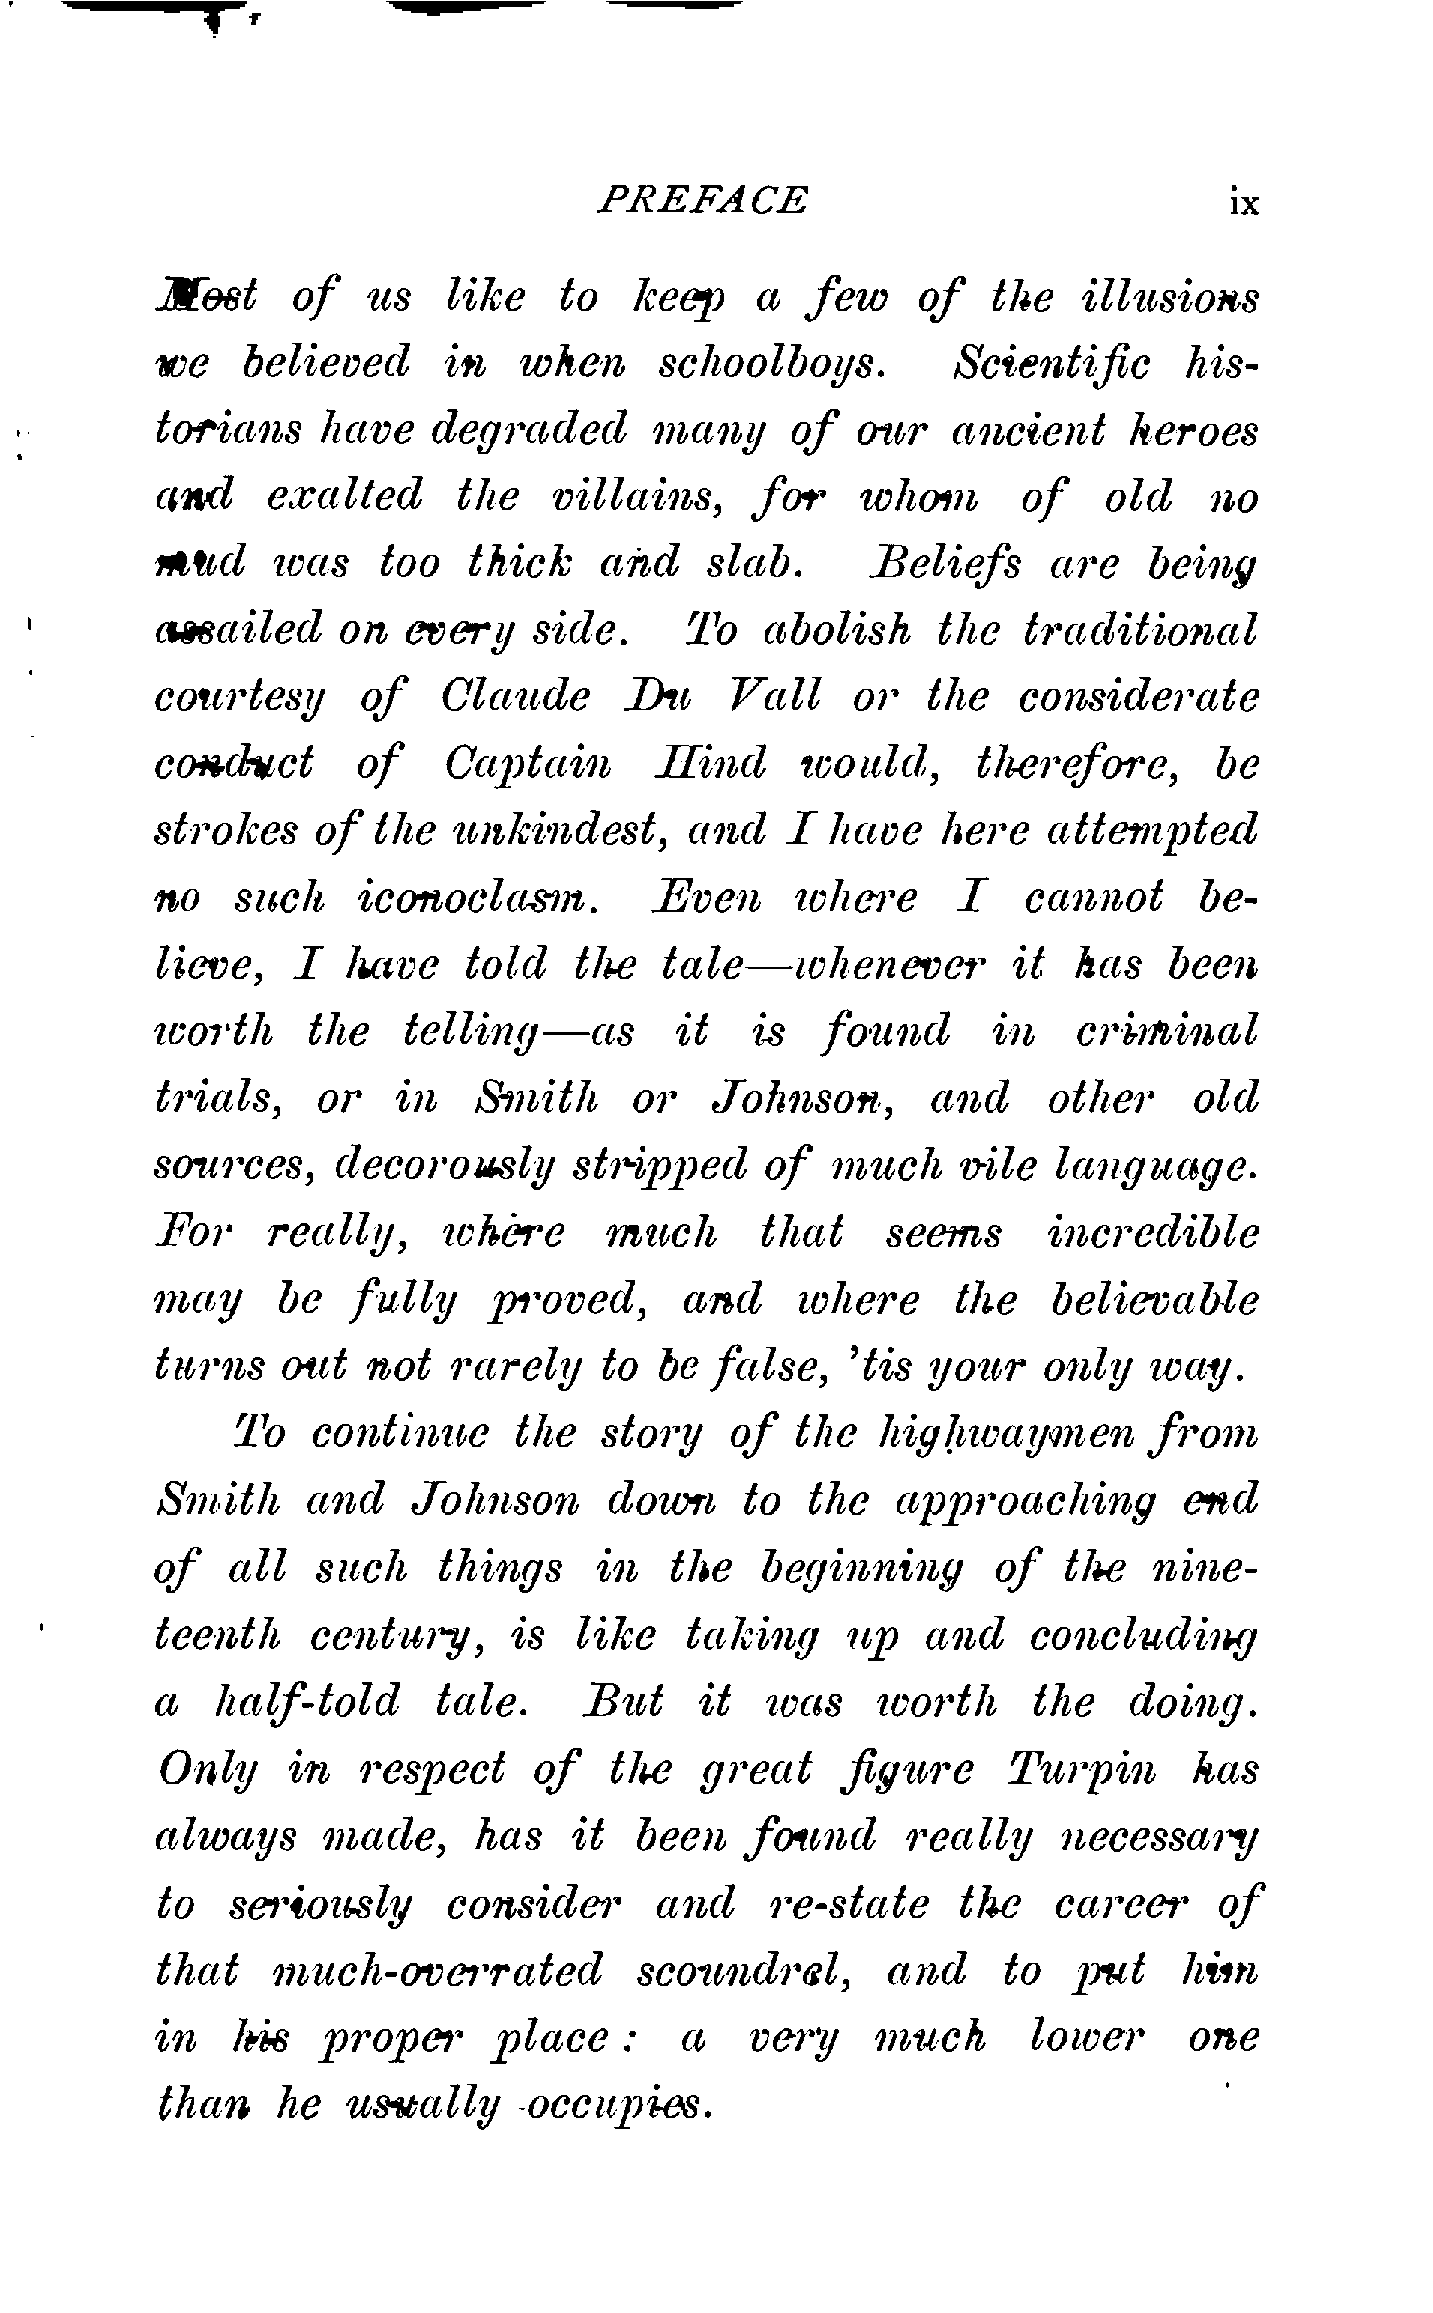 PREFACE ix
Most of us like to keep a few of the illusions
we believed in when schoolboys. Scientific his-
torians have degraded many of our ancient heroes
and exalted the villains, for whom of old no
mud was too thick and slab. Beliefs are being
assailed on every side. To abolish the traditional
courtesy of Claude Du Vall or the considerate
conduct of Captain Hind would, therefore, be
strokes of the unkindest, and I have here attempted
no such iconoclasm. Even where I cannot be-
lieve, I have told the tale—whenever it has been
worth the telling—as it is found in criminal
trials, or in Smith or Johnson, and other old
sources, decorously stripped of much vile language.
For really, where much that seems incredible
may be fully proved, and where the believable
turns out not rarely to be false, 'tis your only way.
To continue the story of the highwaymen from
Smith and Johnson down to the approaching end
of all such things in the beginning of the nine-
teenth century, is like taking up and concluding
a half-told tale. But it was worth the doing.
Only in respect of the great figure Turpin has
always made, has it been found really necessary
to seriously consider and re-state the career of
that much-overrated scoundrel, and to put him
in his proper place : a very much lower one
than he usually occupies.